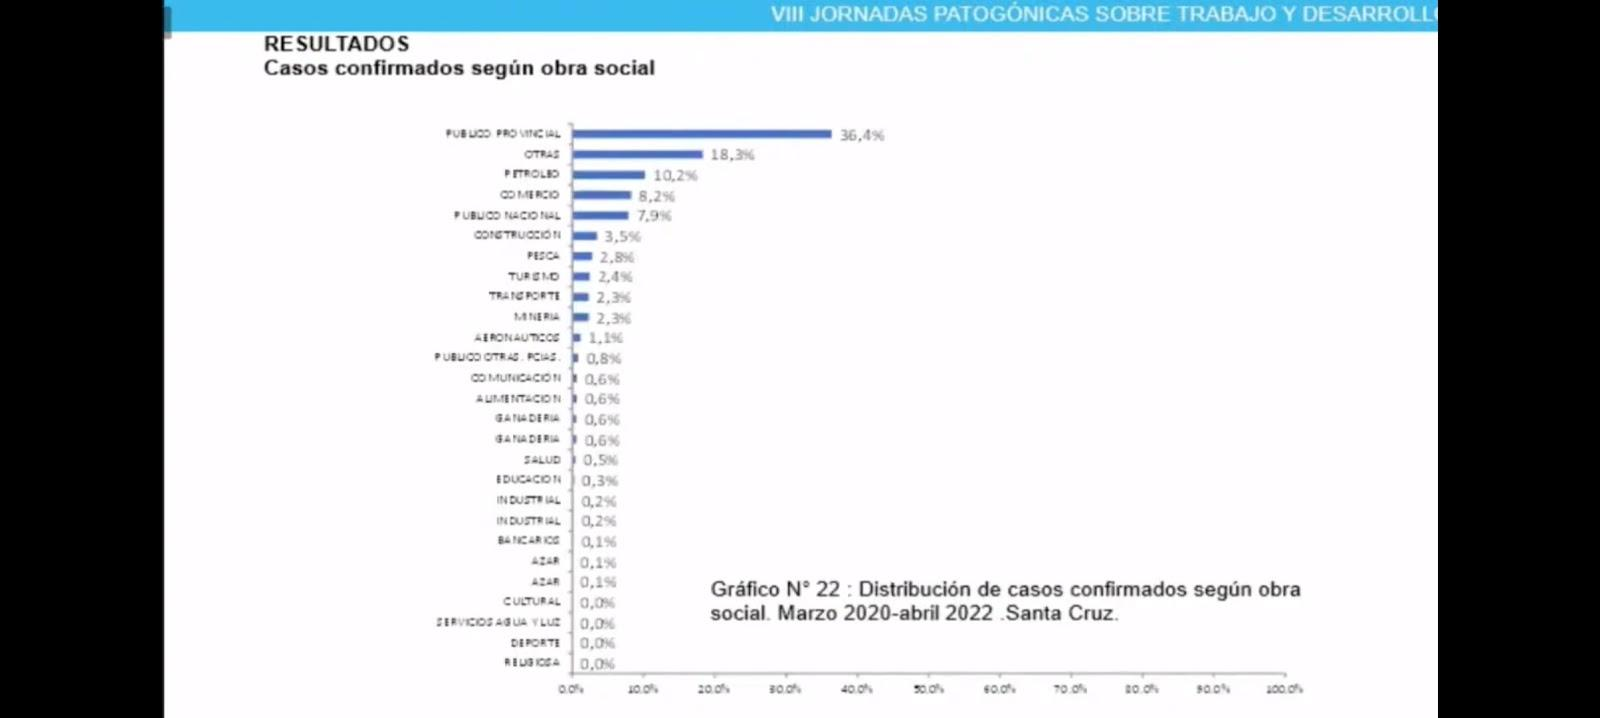 VIII JORNADAS PATOGÓNICAS SOBRE TRABAJO Y DESARROLL
RESULTADOS
Casos confirmados según obra social
PUBLICO PROVINCIAL 36,4%
OTRAS 18,3%
PETROLEO 10,2%
COMERCIO 8,2%
PUBLICO NACIONAL 7,9%
CONSTRUCCIÓN 3,5%
PESCA 2,8%
TURISMO 2,4%
TRANSPORTE 2,3%
MINERIA 2,3%
AERONAUTICOS 1,1%
PUBLICO OTRAS. PCIAS. 0,8%
COMUNICACIÓN 0,6%
ALIMENTACION 0,6%
GANADERIA 0,6%
GANADERIA 0,6%
SALUD 0,5%
EDUCACION 0,3%
INDUSTRIAL 0,2%
INDUSTRIAL 0,2%
BANCARIOS 0,1%
AZAR 0,1%
AZAR 0,1%
CULTURAL 0,0%
SERVICIOS AGUA Y LUZ 0,0%
DEPORTE 0,0%
RELIGIOSA 0,0%
Gráfico N° 22 : Distribución de casos confirmados según obra
social. Marzo 2020-abril 2022 .Santa Cruz.
0.0% 10.0% 20.0% 30.0% 40.0% 50.0% 60.0% 70.0% 80.0% 90.0% 100.0%